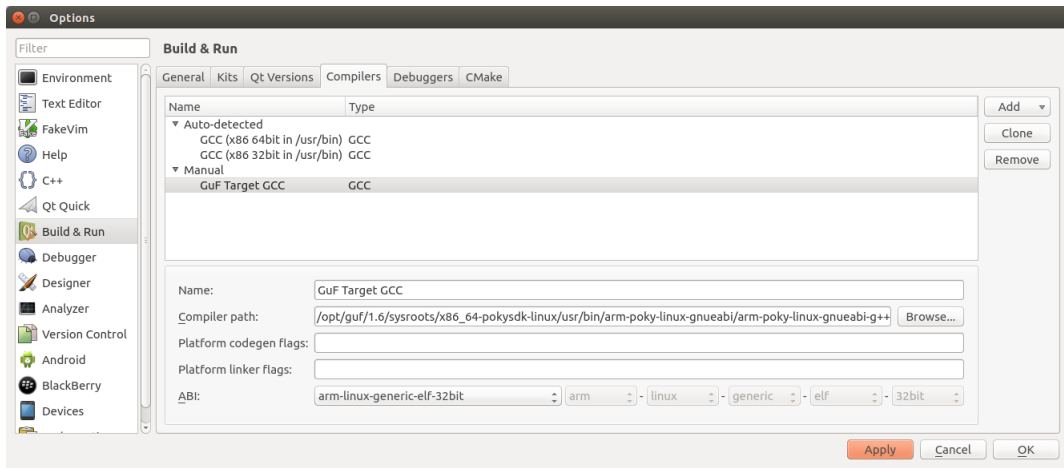 Options
Filter
Build & Run
Environment
Text Editor
FakeVim
Help
C++
Qt Quick
Build & Run
Debugger
Designer
Analyzer
Version Control
Android
BlackBerry
Devices
General Kits Qt Versions Compilers Debuggers CMake
Name Type
Auto-detected
GCC (x86 64bit in /usr/bin) GCC
GCC (x86 32bit in /usr/bin) GCC
Manual
GuF Target GCC GCC
Add
Clone
Remove
Name: GuF Target GCC
Compiler path: /opt/guf/1.6/sysroots/x86_64-pokysdk-linux/usr/bin/arm-poky-linux-gnueabi/arm-poky-linux-gnueabi-g++ Browse...
Platform codegen flags:
Platform linker flags:
ABI: arm-linux-generic-elf-32bit arm - linux - generic - elf - 32bit
Apply Cancel OK